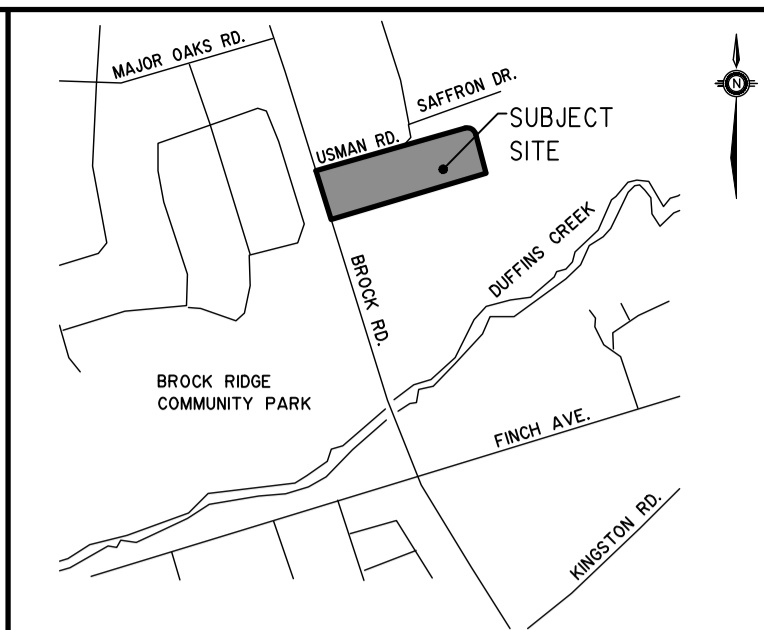 MAJOR OAKS RD.
N
SAFFRON DR.
USMAN RD.
SUBJECT
SITE
DUFFINS CREEK
BROCK RD.
BROCK RIDGE
COMMUNITY PARK
FINCH AVE.
KINGSTON RD.